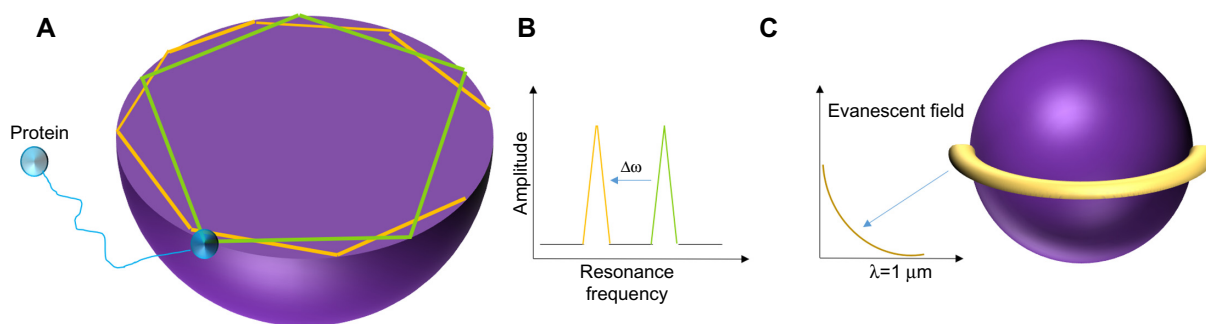 A
Protein
B
Amplitude
Δω
Resonance
frequency
C
Evanescent field
λ=1 μm